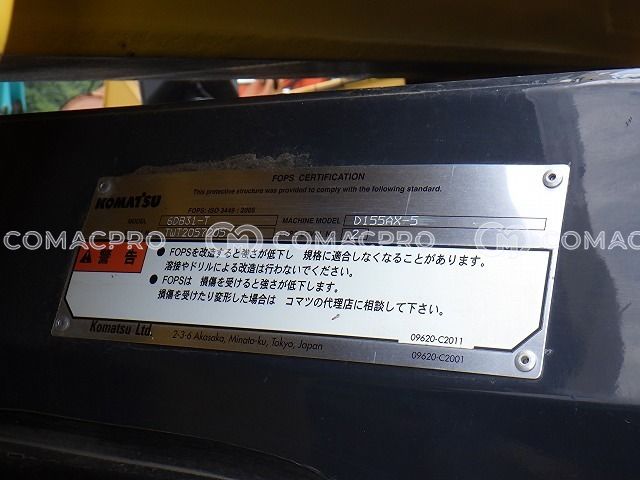 FOPS CERTIFICATION
This protective structure was provided to comply with the following standard.
KOMATSU
FOPS: ISO 3449 : 2005
MODEL 6DB31-T MACHINE MODEL D155AX-5
COMACPRO COMACPRO COMACPRO
警告
● FOPSを改造すると強さが低下し 規格に適合しなくなることがあります。
溶接やドリルによる改造は行わないでください。
● FOPSは 損傷を受けると強さが低下します。
損傷を受けたり変形した場合は コマツの代理店に相談して下さい。
09620-C2011
Komatsu Ltd.
2-3-6 Akasaka, Minato-ku, Tokyo, Japan
09620-C2001